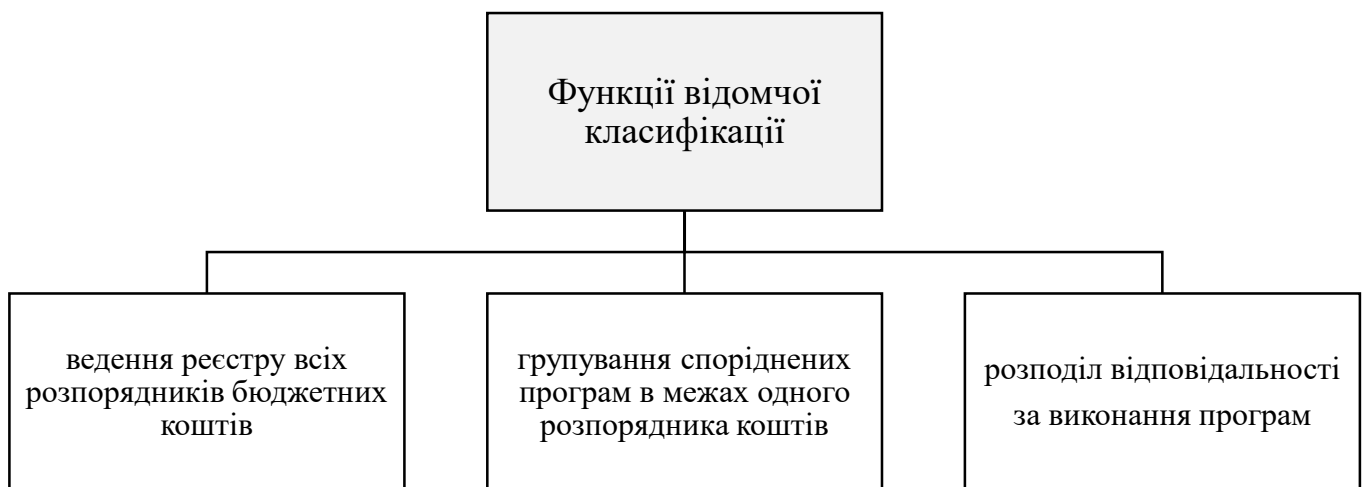 Функції відомчої
класифікації
ведення реєстру всіх
розпорядників бюджетних
коштів
групування споріднених
програм в межах одного
розпорядника коштів
розподіл відповідальності
за виконання програм